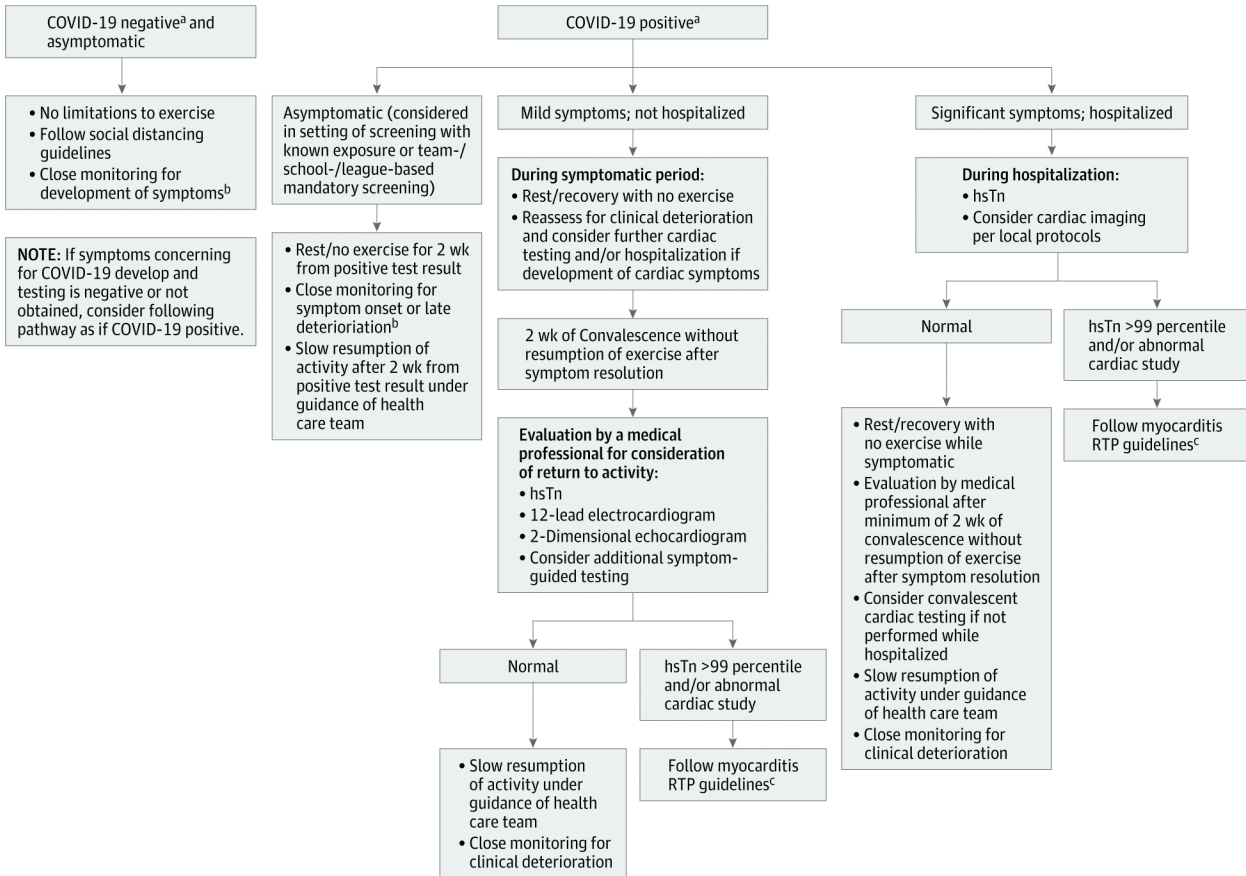 COVID-19 negativeᵃ and
asymptomatic
• No limitations to exercise
• Follow social distancing
guidelines
• Close monitoring for
development of symptomsᵇ
NOTE: If symptoms concerning
for COVID-19 develop and
testing is negative or not
obtained, consider following
pathway as if COVID-19 positive.
COVID-19 positiveᵃ
Asymptomatic (considered
in setting of screening with
known exposure or team-/
school-/league-based
mandatory screening)
• Rest/no exercise for 2 wk
from positive test result
• Close monitoring for
symptom onset or late
deterioriationᵇ
• Slow resumption of
activity after 2 wk from
positive test result under
guidance of health
care team
Mild symptoms; not hospitalized
During symptomatic period:
• Rest/recovery with no exercise
• Reassess for clinical deterioration
and consider further cardiac
testing and/or hospitalization if
development of cardiac symptoms
2 wk of Convalescence without
resumption of exercise after
symptom resolution
Evaluation by a medical
professional for consideration
of return to activity:
• hsTn
• 12-lead electrocardiogram
• 2-Dimensional echocardiogram
• Consider additional symptom-
guided testing
Normal
• Slow resumption
of activity under
guidance of health
care team
• Close monitoring for
clinical deterioration
hsTn >99 percentile
and/or abnormal
cardiac study
Follow myocarditis
RTP guidelinesᶜ
Significant symptoms; hospitalized
During hospitalization:
• hsTn
• Consider cardiac imaging
per local protocols
Normal
• Rest/recovery with
no exercise while
symptomatic
• Evaluation by medical
professional after
minimum of 2 wk of
convalescence without
resumption of exercise
after symptom resolution
• Consider convalescent
cardiac testing if not
performed while
hospitalized
• Slow resumption of
activity under guidance
of health care team
• Close monitoring for
clinical deterioration
hsTn >99 percentile
and/or abnormal
cardiac study
Follow myocarditis
RTP guidelinesᶜ